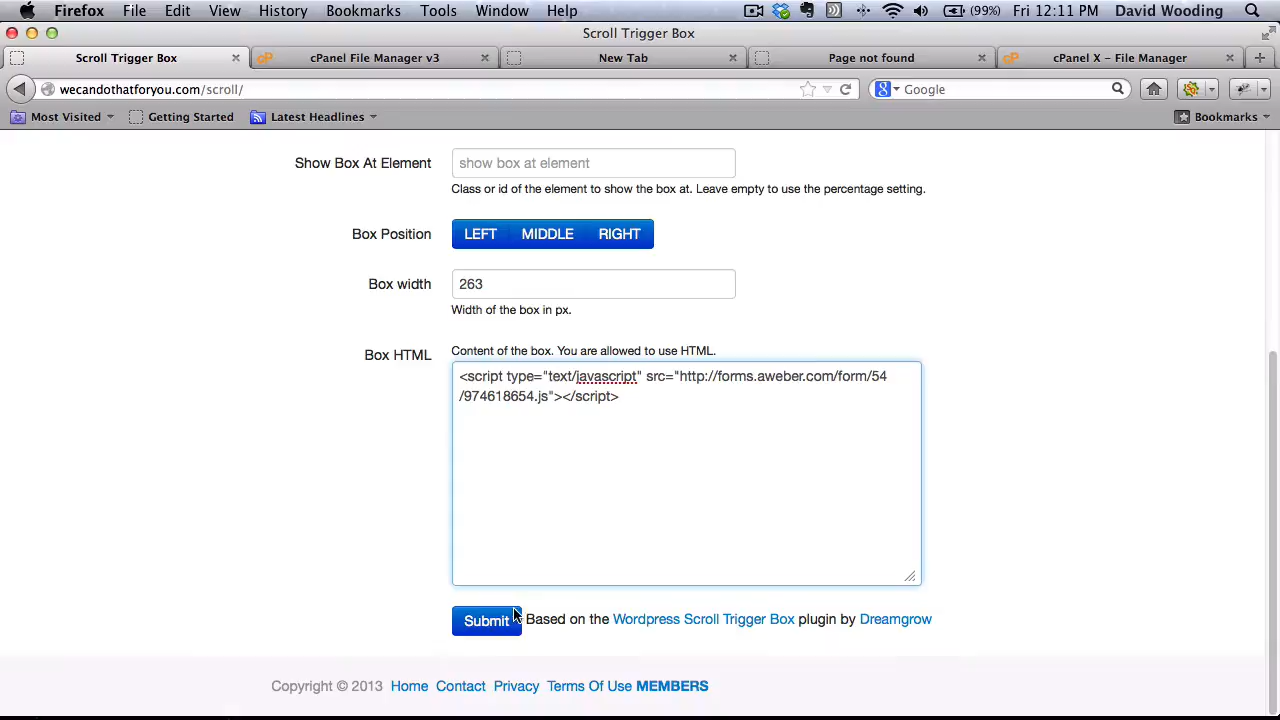 Firefox File Edit View History Bookmarks Tools Window Help (99%) Fri 12:11 PM David Wooding
Scroll Trigger Box
Scroll Trigger Box cPanel File Manager v3 New Tab Page not found cPanel X – File Manager
wecandothatforyou.com/scroll/ Google
Most Visited Getting Started Latest Headlines Bookmarks
Show Box At Element show box at element
Class or id of the element to show the box at. Leave empty to use the percentage setting.
Box Position LEFT MIDDLE RIGHT
Box width 263
Width of the box in px.
Box HTML Content of the box. You are allowed to use HTML.
<script type="text/javascript" src="http://forms.aweber.com/form/54
/974618654.js"></script>
Submit Based on the Wordpress Scroll Trigger Box plugin by Dreamgrow
Copyright © 2013 Home Contact Privacy Terms Of Use MEMBERS